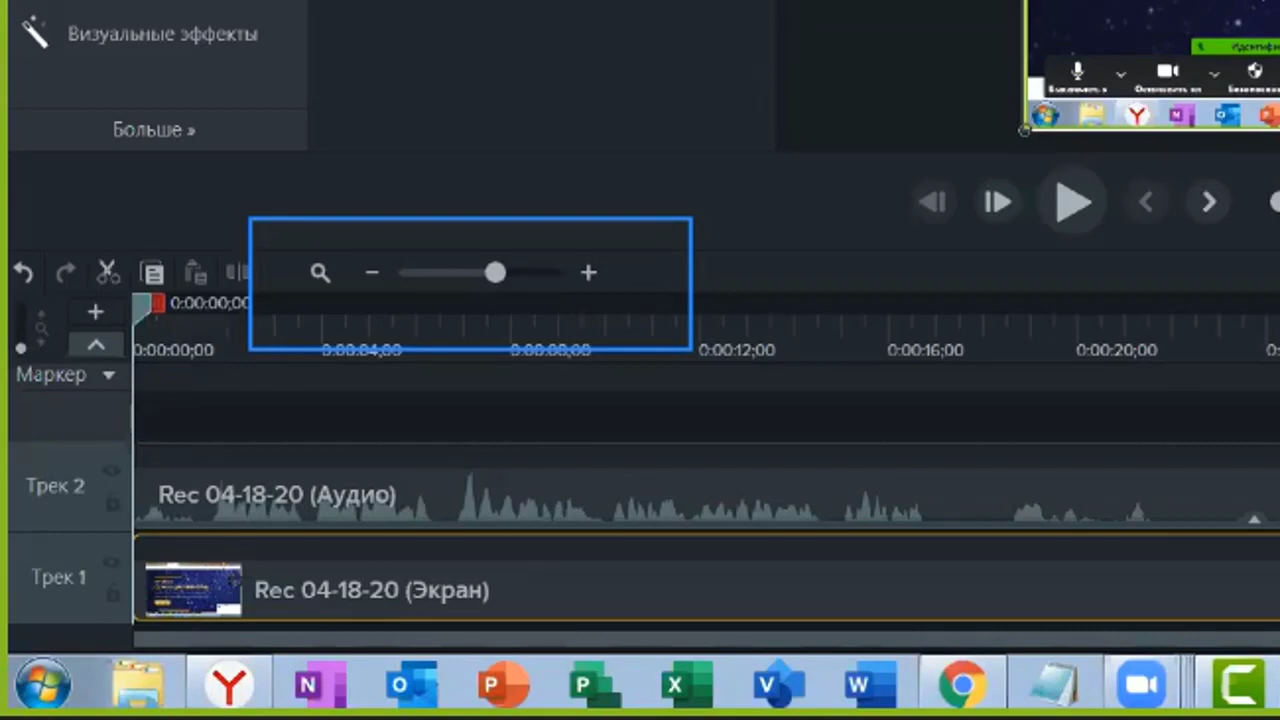 Визуальные эффекты
Больше »
0:00:00;00
0:00:00;00
0:00:04;00
0:00:08;00
0:00:12;00
0:00:16;00
0:00:20;00
Маркер
Трек 2
Rec 04-18-20 (Аудио)
Трек 1
Rec 04-18-20 (Экран)